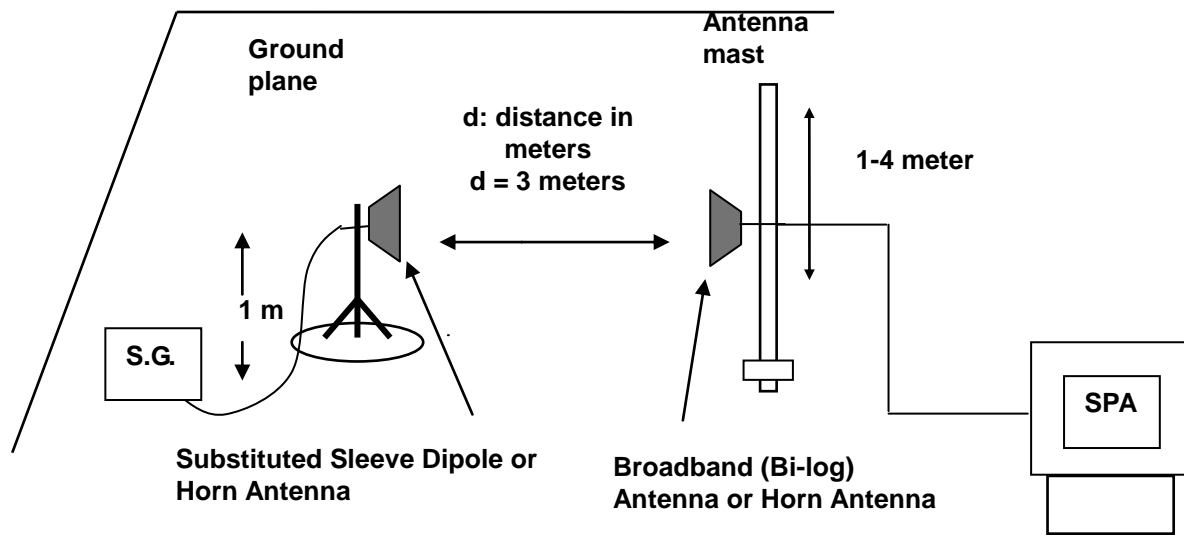 Ground
plane
Antenna
mast
d: distance in
meters
d = 3 meters
1-4 meter
1 m
S.G.
SPA
Substituted Sleeve Dipole or
Horn Antenna
Broadband (Bi-log)
Antenna or Horn Antenna